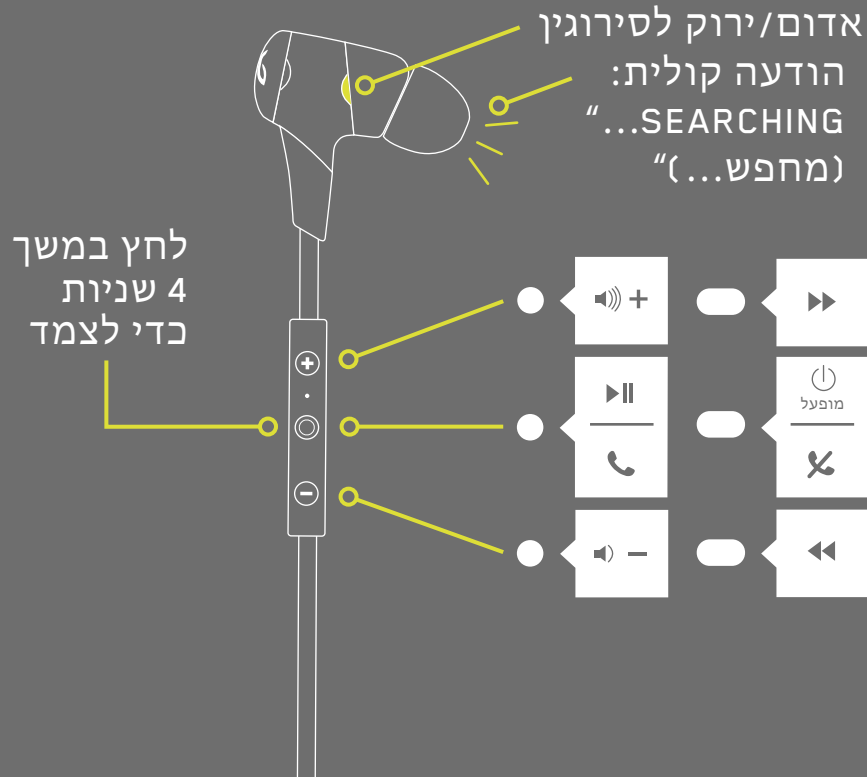 אדום/ירוק לסירוגין
הודעה קולית:
“...SEARCHING
(מחפש...)“
לחץ במשך
4 שניות
כדי לצמד
מופעל